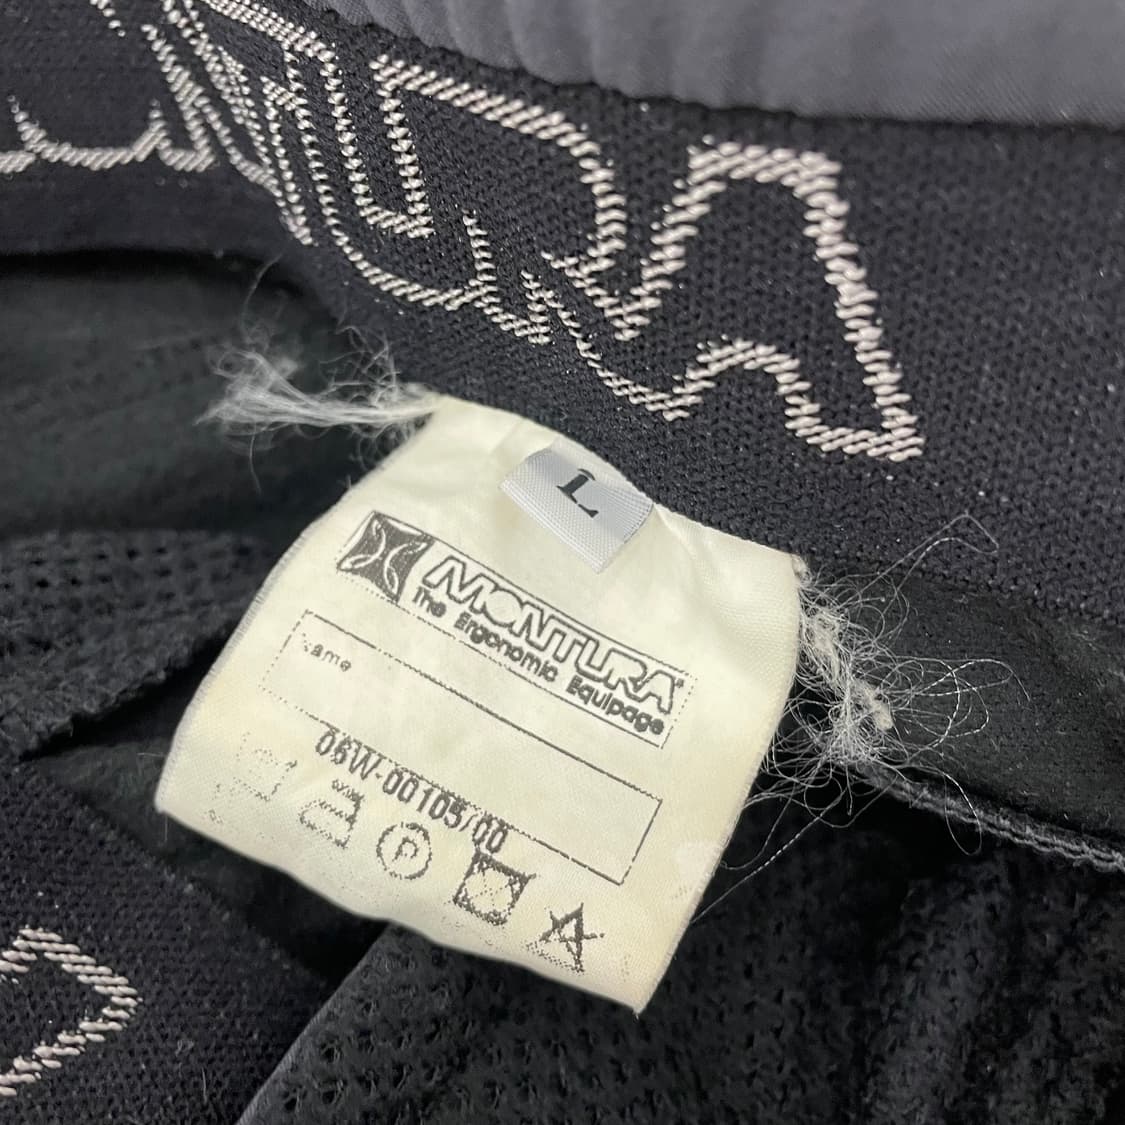 L
MONTURA
The Ergonomic Equipage
Name
06W-00105/00
P